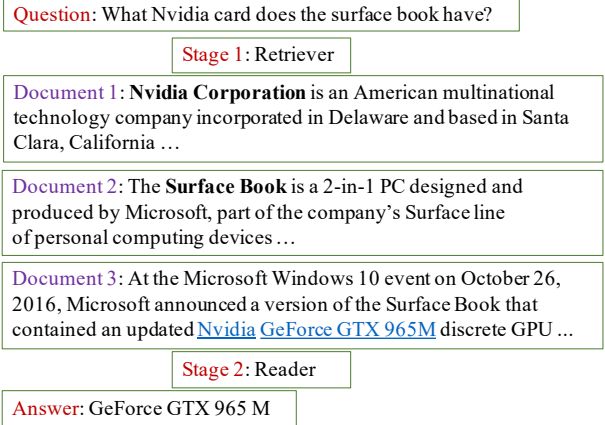 Question: What Nvidia card does the surface book have?
Stage 1: Retriever
Document 1: Nvidia Corporation is an American multinational
technology company incorporated in Delaware and based in Santa
Clara, California …
Document 2: The Surface Book is a 2-in-1 PC designed and
produced by Microsoft, part of the company's Surface line
of personal computing devices …
Document 3: At the Microsoft Windows 10 event on October 26,
2016, Microsoft announced a version of the Surface Book that
contained an updated Nvidia GeForce GTX 965M discrete GPU ...
Stage 2: Reader
Answer: GeForce GTX 965 M